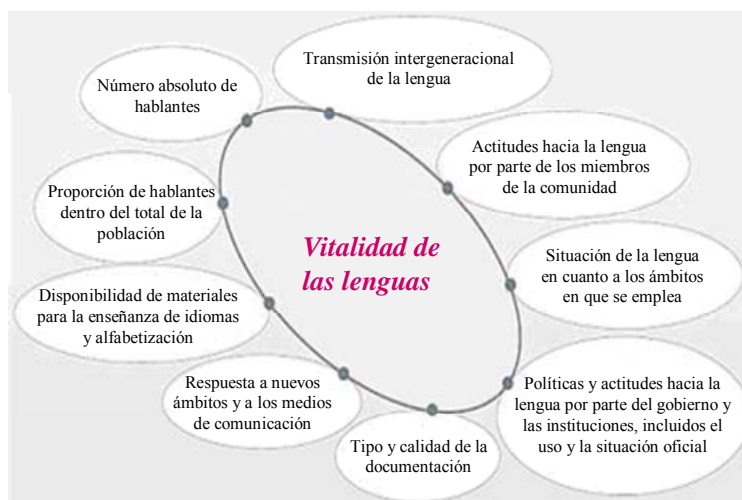 Transmisión intergeneracional
de la lengua
Número absoluto de
hablantes
Actitudes hacia la lengua
por parte de los miembros
de la comunidad
Proporción de hablantes
dentro del total de la
población
Vitalidad de
las lenguas
Situación de la lengua
en cuanto a los ámbitos
en que se emplea
Disponibilidad de materiales
para la enseñanza de idiomas
y alfabetización
Respuesta a nuevos
ámbitos y a los medios
de comunicación
Políticas y actitudes hacia la
lengua por parte del gobierno y
las instituciones, incluidos el
uso y la situación oficial
Tipo y calidad de la
documentación